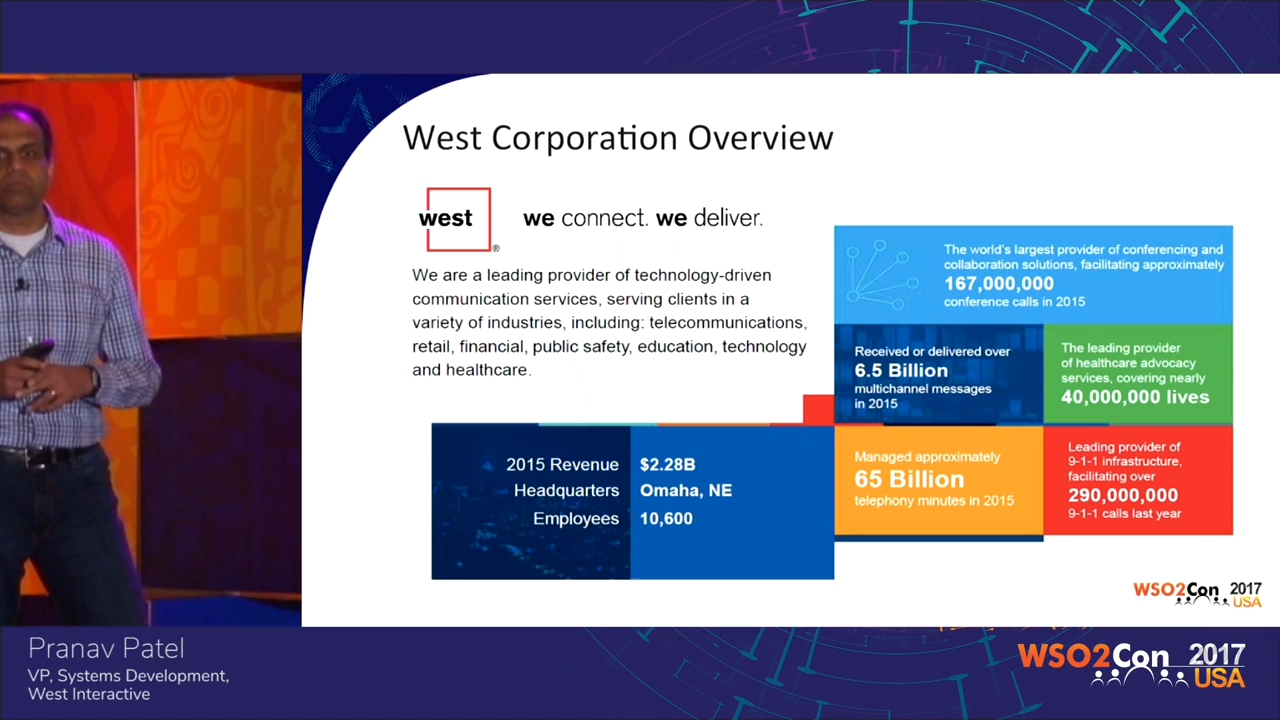 West Corporation Overview
west
®
we connect. we deliver.
We are a leading provider of technology-driven
communication services, serving clients in a
variety of industries, including: telecommunications,
retail, financial, public safety, education, technology
and healthcare.
The world's largest provider of conferencing and
collaboration solutions, facilitating approximately
167,000,000
conference calls in 2015
Received or delivered over
6.5 Billion
multichannel messages
in 2015
The leading provider
of healthcare advocacy
services, covering nearly
40,000,000 lives
2015 Revenue $2.28B
Headquarters Omaha, NE
Employees 10,600
Managed approximately
65 Billion
telephony minutes in 2015
Leading provider of
9-1-1 infrastructure,
facilitating over
290,000,000
9-1-1 calls last year
WSO2Con 2017
USA
Pranav Patel
VP, Systems Development,
West Interactive
WSO2Con 2017
USA